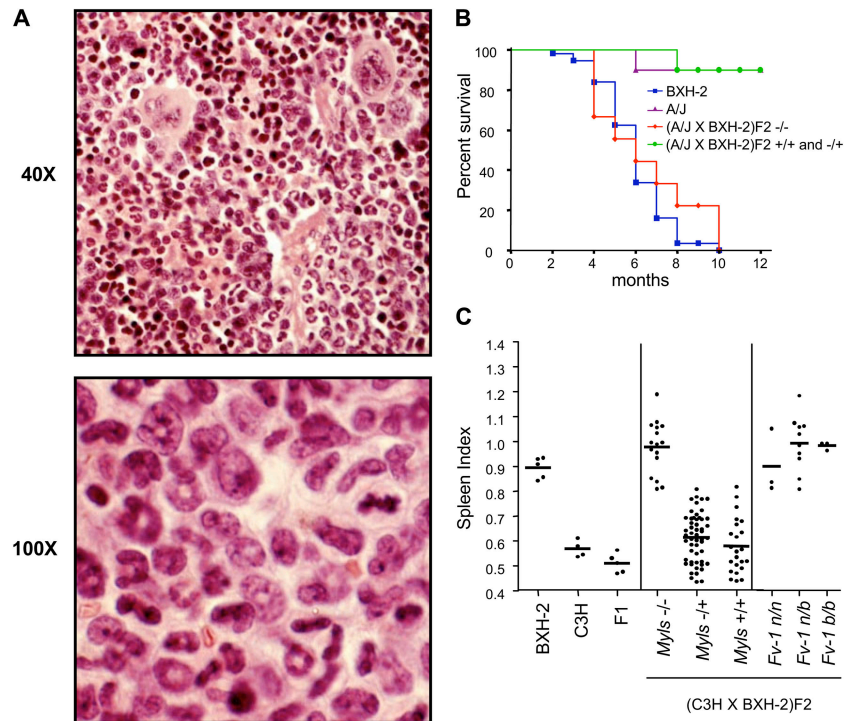 A
40X
100X
B
Percent survival
100
80
60
40
20
0
0 2 4 6 8 10 12
months
BXH-2
A/J
(A/J X BXH-2)F2 -/-
(A/J X BXH-2)F2 +/+ and -/+
C
Spleen Index
1.4
1.3
1.2
1.1
1.0
0.9
0.8
0.7
0.6
0.5
0.4
BXH-2
C3H
F1
Myls -/-
Myls -/+
Myls +/+
Fv-1 n/n
Fv-1 n/b
Fv-1 b/b
(C3H X BXH-2)F2